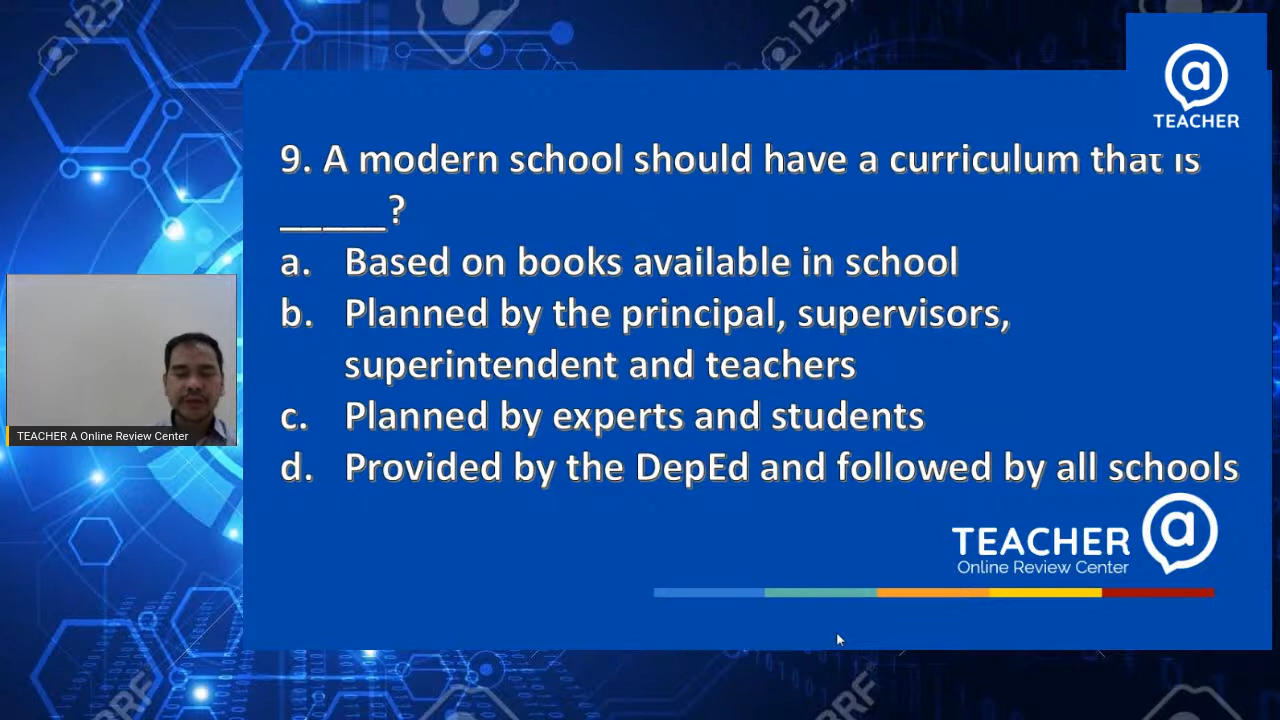 TEACHER
9. A modern school should have a curriculum that is
_____?
a. Based on books available in school
b. Planned by the principal, supervisors,
superintendent and teachers
c. Planned by experts and students
d. Provided by the DepEd and followed by all schools
TEACHER A Online Review Center
TEACHER
Online Review Center